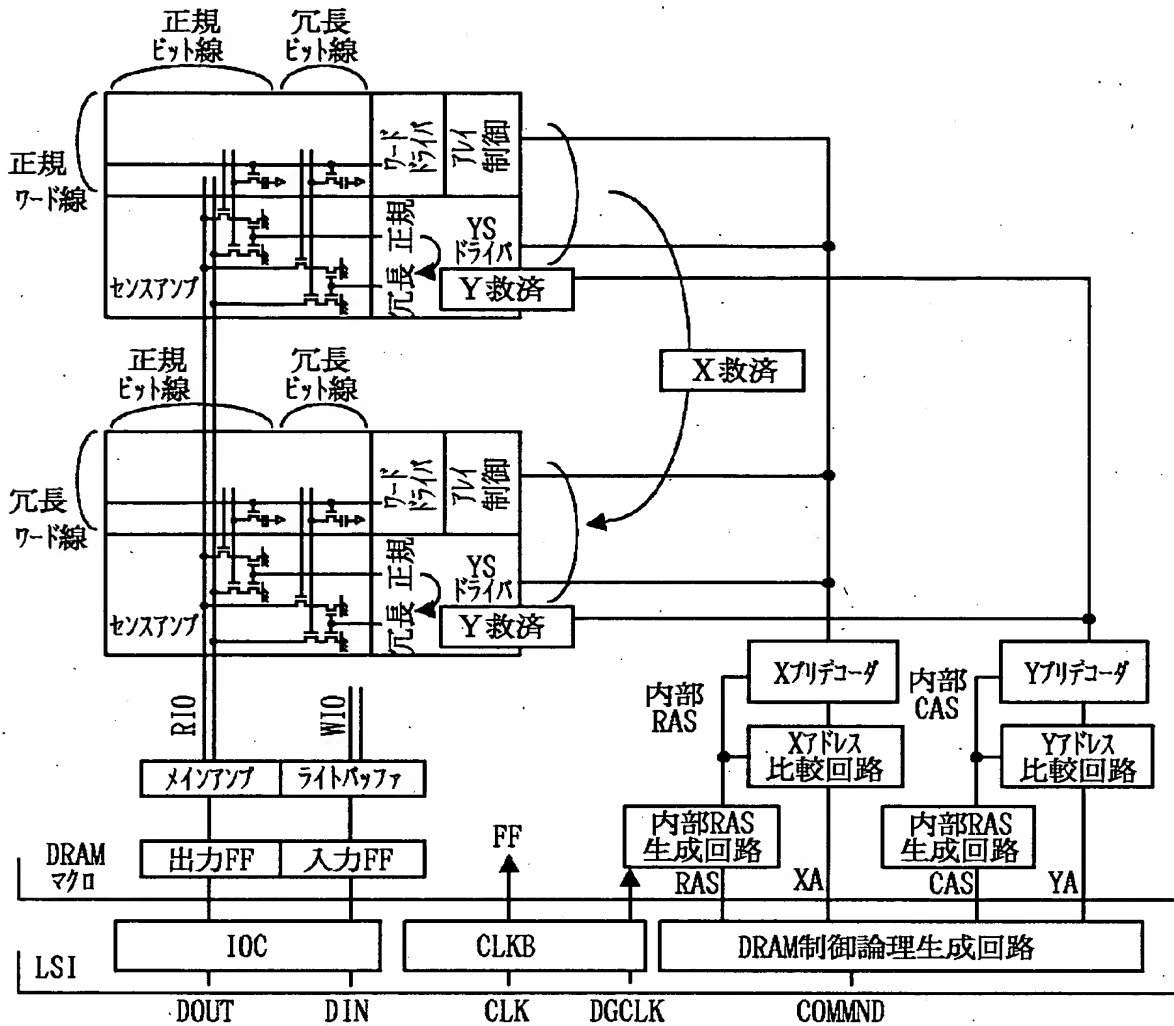 正規
ビット線
冗長
ビット線
正規
ワード線
ワード
ドライバ
アレイ
制御
正規
冗長
YS
ドライバ
センスアンプ
Y救済
X救済
正規
ビット線
冗長
ビット線
冗長
ワード線
ワード
ドライバ
アレイ
制御
正規
冗長
YS
ドライバ
センスアンプ
Y救済
RIO
WIO
内部
RAS
Xプリデコーダ
内部
CAS
Yプリデコーダ
Xアドレス
比較回路
Yアドレス
比較回路
メインアンプ
ライトバッファ
内部RAS
生成回路
内部RAS
生成回路
DRAM
マクロ
出力FF
入力FF
FF
RAS
XA
CAS
YA
IOC
CLKB
DRAM制御論理生成回路
LSI
DOUT
DIN
CLK
DGCLK
COMMND